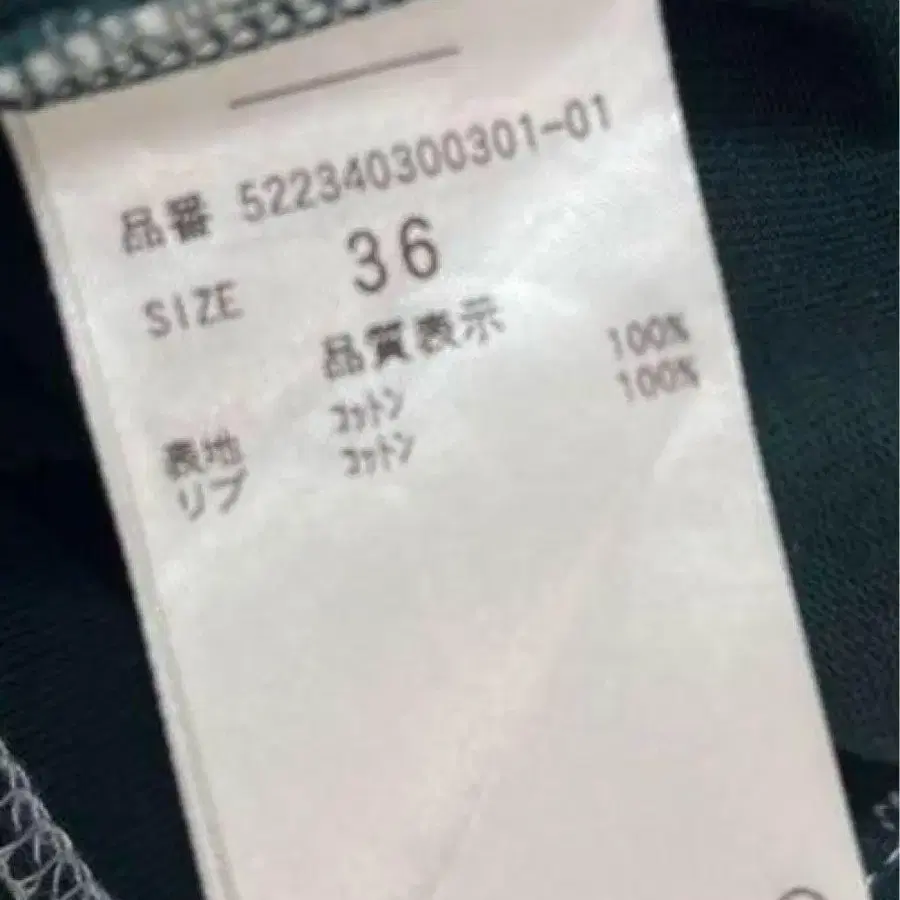 品番 522340300301-01
SIZE 36
品質表示
表地 コットン 100%
リブ コットン 100%